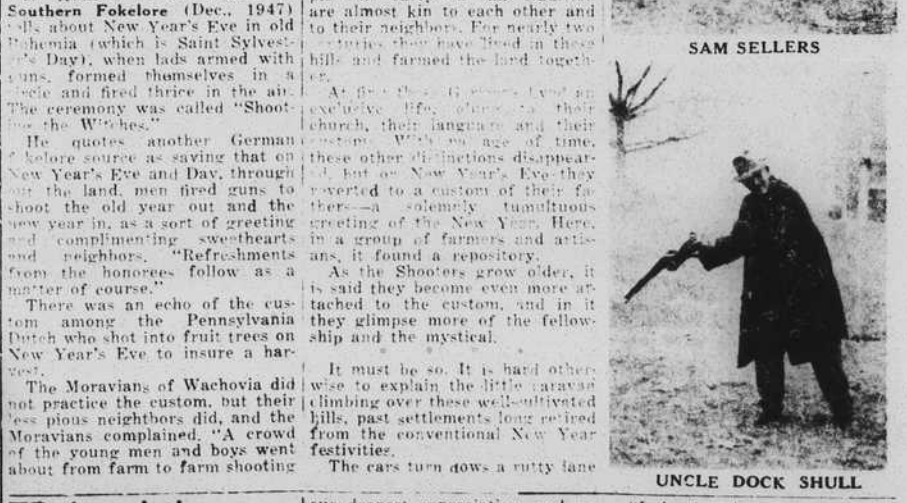 Southern Fokelore (Dec., 1947)
about New Year's Eve in old
Bohemia (which is Saint Sylvest-
Day), when lads armed with
guns, formed themselves in a
circle and fired thrice in the air.
The ceremony was called "Shoot-
the Witches."
He quotes another German
source as saying that on
New Year's Eve and Day, through
the land, men fired guns to
shoot the old year out and the
new year in, as a sort of greeting
and complimenting sweethearts
and neighbors. "Refreshments
from the honorees follow as a
matter of course."
There was an echo of the cus-
tom among the Pennsylvania
Dutch who shot into fruit trees on
New Year's Eve to insure a har-
vest.
The Moravians of Wachovia did
not practice the custom, but their
less pious neighthors did, and the
Moravians complained, "A crowd
of the young men and boys went
about from farm to farm shooting
are almost kin to each other and
to their neighbors. For nearly two
centuries they have lived in these
hills and farmed the land togeth-
er.
At first these Germans lived an
exclusive life, to their
church, their language and their
customs. With age of time,
these other distinctions disappear-
ed, but on New Year's Eve they
reverted to a custom of their fa-
thers—a solemnly tumultuous
greeting of the New Year. Here,
in a group of farmers and artis-
ans, it found a repository.
As the Shooters grow older, it
is said they become even more at-
tached to the custom, and in it
they glimpse more of the fellow-
ship and the mystical.
It must be so. It is hard other-
wise to explain the little caravan
climbing over these well-cultivated
hills, past settlements long retired
from the conventional New Year
festivities.
The cars turn dows a rutty lane
SAM SELLERS
UNCLE DOCK SHULL